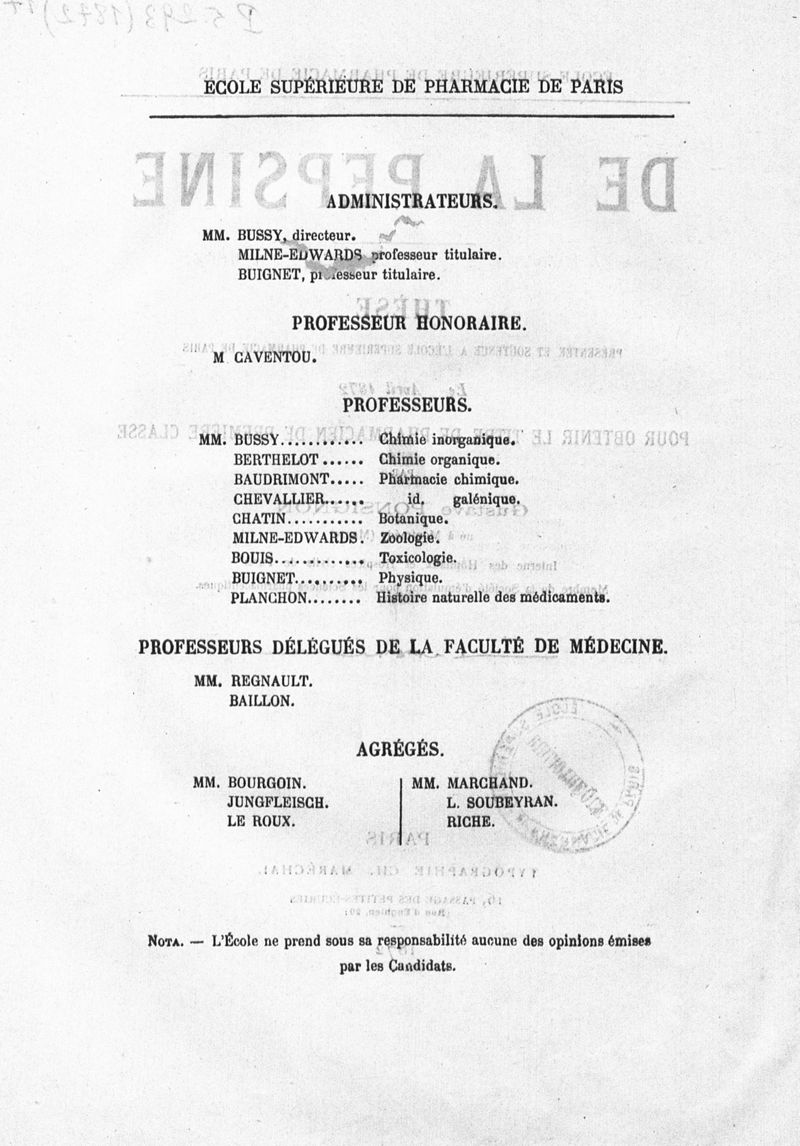 ÉCOLE SUPÉRIEURE DE PHARMACIE DE PARIS
ADMINISTRATEURS.
MM. BUSSY, directeur.
MILNE-EDWARDS professeur titulaire.
BUIGNET, professeur titulaire.
PROFESSEUR HONORAIRE.
M CAVENTOU.
PROFESSEURS.
MM. BUSSY............ Chimie inorganique.
BERTHELOT ...... Chimie organique.
BAUDRIMONT..... Pharmacie chimique.
CHEVALLIER...... id. galénique.
CHATIN........... Botanique.
MILNE-EDWARDS. Zoologie.
BOUIS............. Toxicologie.
BUIGNET.......... Physique.
PLANCHON........ Histoire naturelle des médicaments.
PROFESSEURS DÉLÉGUÉS DE LA FACULTÉ DE MÉDECINE.
MM. REGNAULT.
BAILLON.
AGRÉGÉS.
MM. BOURGOIN.
JUNGFLEISCH.
LE ROUX.
MM. MARCHAND.
L. SOUBEYRAN.
RICHE.
NOTA. — L'École ne prend sous sa responsabilité aucune des opinions émises
par les Candidats.